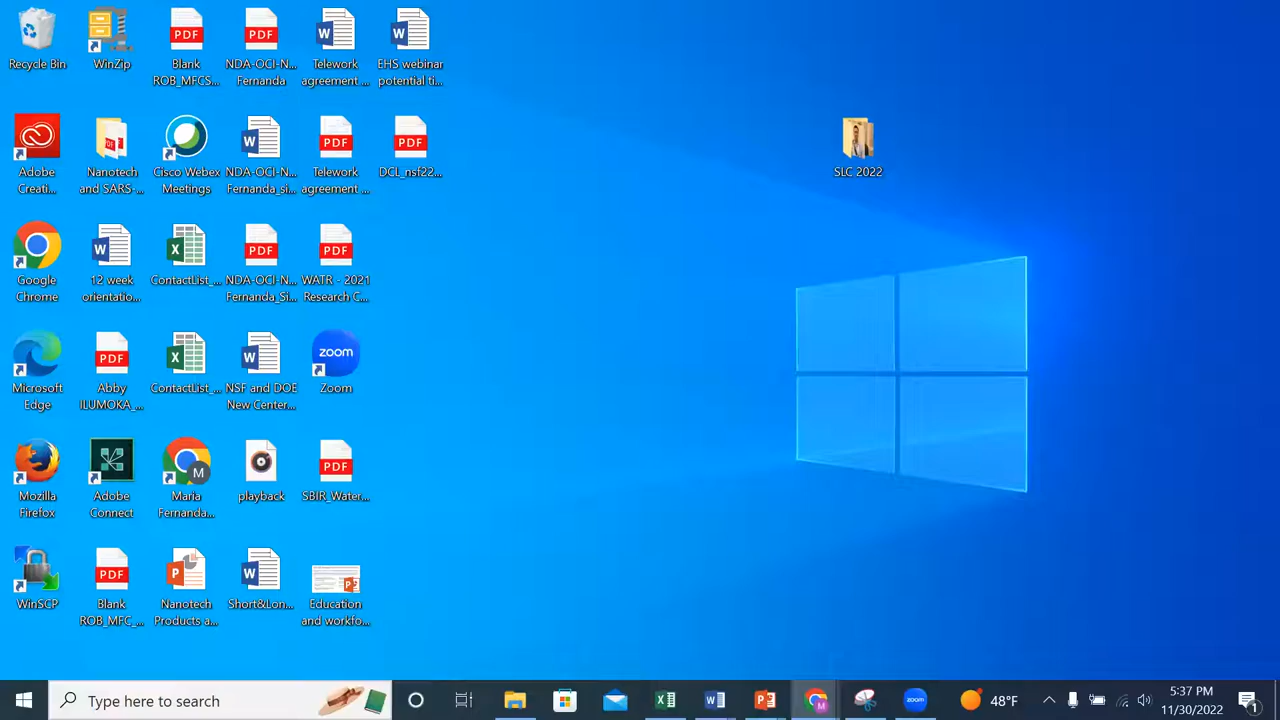 Recycle Bin
WinZip
Blank
ROB_MFCS...
NDA-OCI-N...
Fernanda
Telework
agreement ...
EHS webinar
potential ti...
PDF
PDF
W
W
Adobe
Creati...
Nanotech
and SARS-...
Cisco Webex
Meetings
NDA-OCI-N...
Fernanda_si...
Telework
agreement ...
DCL_nsf22...
W
PDF
PDF
SLC 2022
Google
Chrome
12 week
orientatio...
ContactList_...
NDA-OCI-N...
Fernanda_Si...
WATR - 2021
Research C...
W
X
PDF
PDF
Microsoft
Edge
Abby
ILUMOKA_...
ContactList_...
NSF and DOE
New Center...
Zoom
PDF
X
W
zoom
Mozilla
Firefox
Adobe
Connect
Maria
Fernanda...
playback
SBIR_Water...
M
PDF
WinSCP
Blank
ROB_MFC_...
Nanotech
Products a...
Short&Lon...
Education
and workfo...
PDF
P
W
P
Type here to search
X
W
P
M
zoom
48°F
5:37 PM
11/30/2022
1